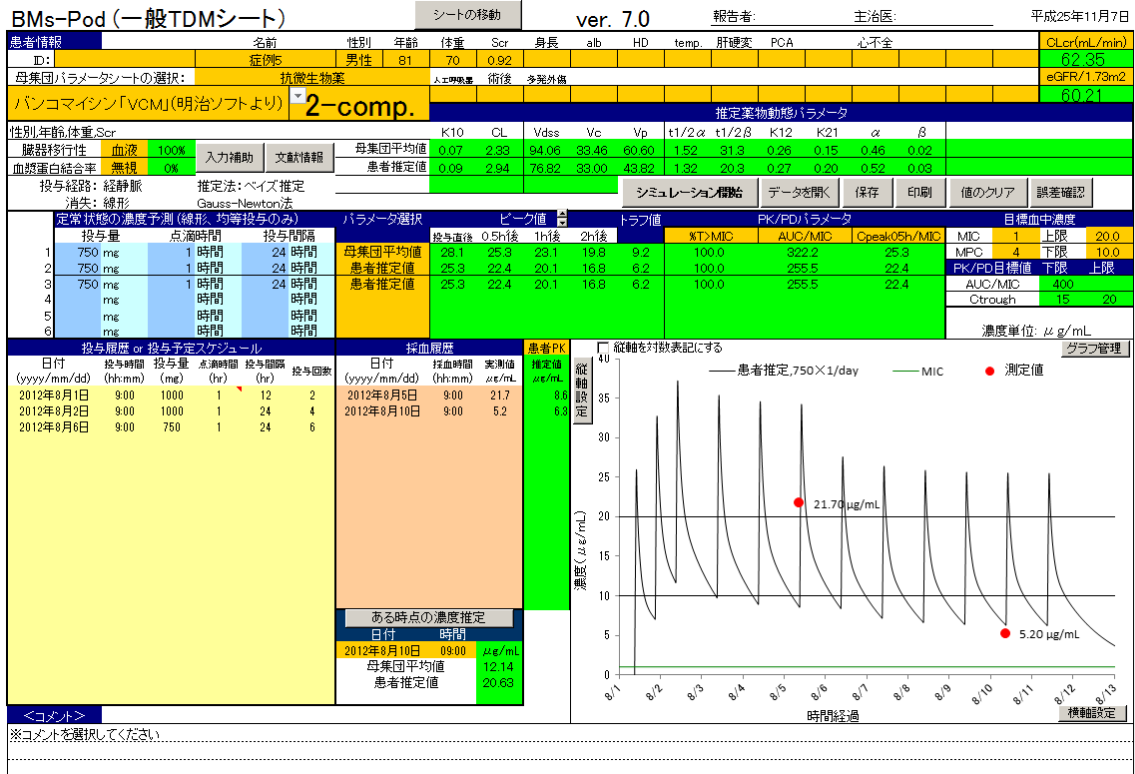 BMs-Pod (一般TDMシート) シートの移動 ver. 7.0 報告者: 主治医: 平成25年11月7日
患者情報 名前 性別 年齢 体重 Scr 身長 alb HD temp. 肝硬変 PCA 心不全 CLcr(mL/min)
ID: 症例5 男性 81 70 0.92 62.35
母集団パラメータシートの選択: 抗微生物薬 人工呼吸器 術後 多発外傷 eGFR/1.73m2
バンコマイシン「VCM」(明治ソフトより) 2-comp. 60.21
推定薬物動態パラメータ
性別,年齢,体重,Scr K10 CL Vdss Vc Vp t1/2α t1/2β K12 K21 α β
臓器移行性 血液 100% 入力補助 文献情報 母集団平均値 0.07 2.33 94.06 33.46 60.60 1.52 31.3 0.26 0.15 0.46 0.02
血漿蛋白結合率 無視 0% 患者推定値 0.09 2.94 76.82 33.00 43.82 1.32 20.3 0.27 0.20 0.52 0.03
投与経路: 経静脈 推定法: ベイズ推定 シミュレーション開始 データを開く 保存 印刷 値のクリア 誤差確認
消失: 線形 Gauss-Newton法
定常状態の濃度予測(線形、均等投与のみ) パラメータ選択 ピーク値 トラフ値 PK/PDパラメータ 目標血中濃度
投与量 点滴時間 投与間隔 投与直後 0.5h後 1h後 2h後 %T>MIC AUC/MIC Cpeak05h/MIC MIC 1 上限 20.0
1 750 mg 1 時間 24 時間 母集団平均値 28.1 25.3 23.1 19.8 9.2 100.0 322.2 25.3 MPC 4 下限 10.0
2 750 mg 1 時間 24 時間 患者推定値 25.3 22.4 20.1 16.8 6.2 100.0 255.5 22.4 PK/PD目標値 下限 上限
3 750 mg 1 時間 24 時間 患者推定値 25.3 22.4 20.1 16.8 6.2 100.0 255.5 22.4 AUC/MIC 400
4 mg 時間 時間 Ctrough 15 20
5 mg 時間 時間
6 mg 時間 時間 濃度単位: μg/mL
投与履歴 or 投与予定スケジュール 採血履歴 患者PK 縦軸を対数表記にする グラフ管理
日付 投与時間 投与量 点滴時間 投与間隔 投与回数 日付 採血時間 実測値 推定値
(yyyy/mm/dd) (hh:mm) (mg) (hr) (hr) (yyyy/mm/dd) (hh:mm) μg/mL μg/mL
2012年8月1日 9:00 1000 1 12 2 2012年8月5日 9:00 21.7 8.6
2012年8月2日 9:00 1000 1 24 4 2012年8月10日 9:00 5.2 6.3
2012年8月6日 9:00 750 1 24 6
縦軸設定
患者推定,750×1/day MIC 測定値
40
30
25
20
15
10
5
0
濃度(μg/mL)
21.70 μg/mL
5.20 μg/mL
8/1 8/2 8/3 8/4 8/5 8/6 8/7 8/8 8/9 8/10 8/11 8/12 8/13
時間経過
横軸設定
ある時点の濃度推定
日付 時間
2012年8月10日 09:00 μg/mL
母集団平均値 12.14
患者推定値 20.63
<コメント>
※コメントを選択してください